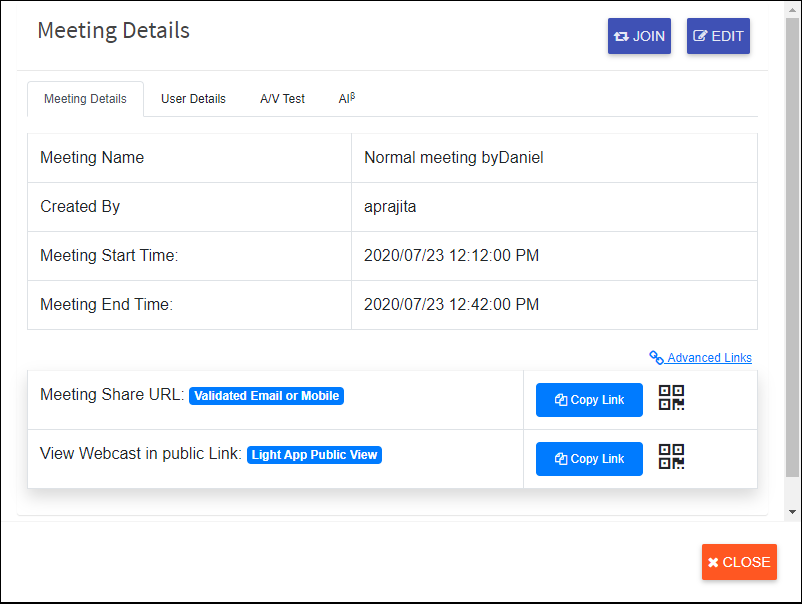 Meeting Details
JOIN
EDIT
Meeting Details User Details A/V Test AIᵝ
Meeting Name Normal meeting byDaniel
Created By aprajita
Meeting Start Time: 2020/07/23 12:12:00 PM
Meeting End Time: 2020/07/23 12:42:00 PM
Advanced Links
Meeting Share URL: Validated Email or Mobile Copy Link
View Webcast in public Link: Light App Public View Copy Link
CLOSE